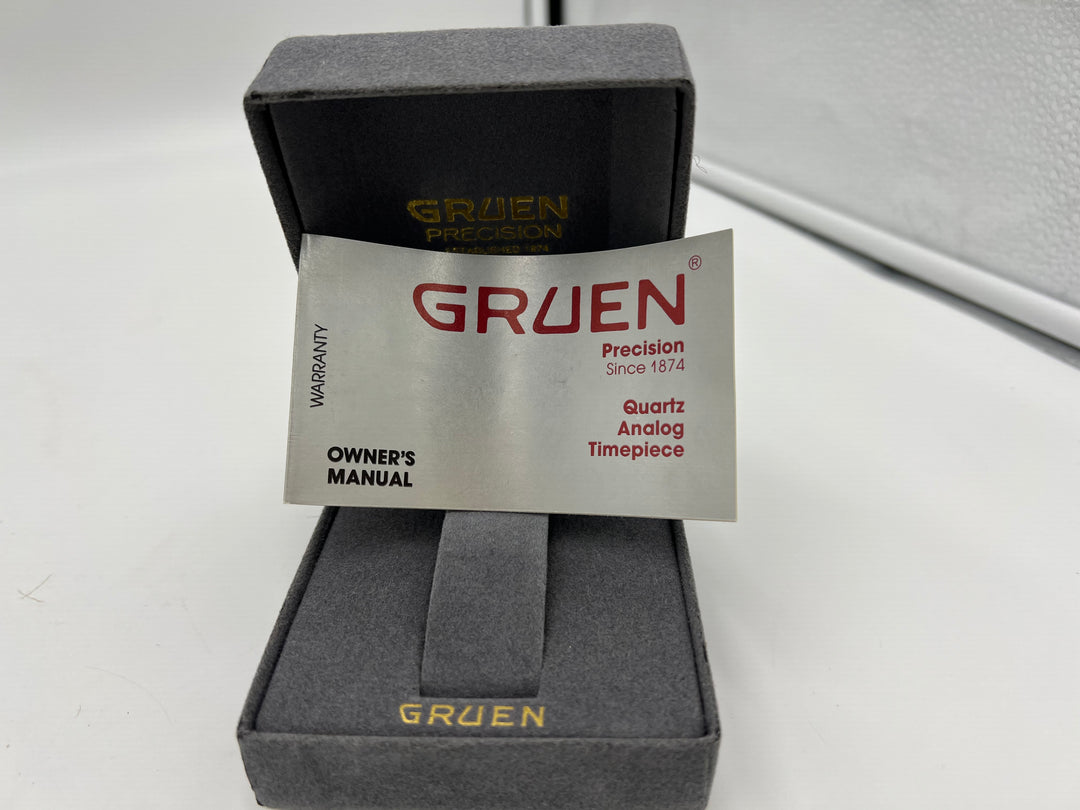 GRUEN
PRECISION
ESTABLISHED 1874
GRUEN®
Precision
Since 1874
Quartz
Analog
Timepiece
WARRANTY
OWNER'S
MANUAL
GRUEN